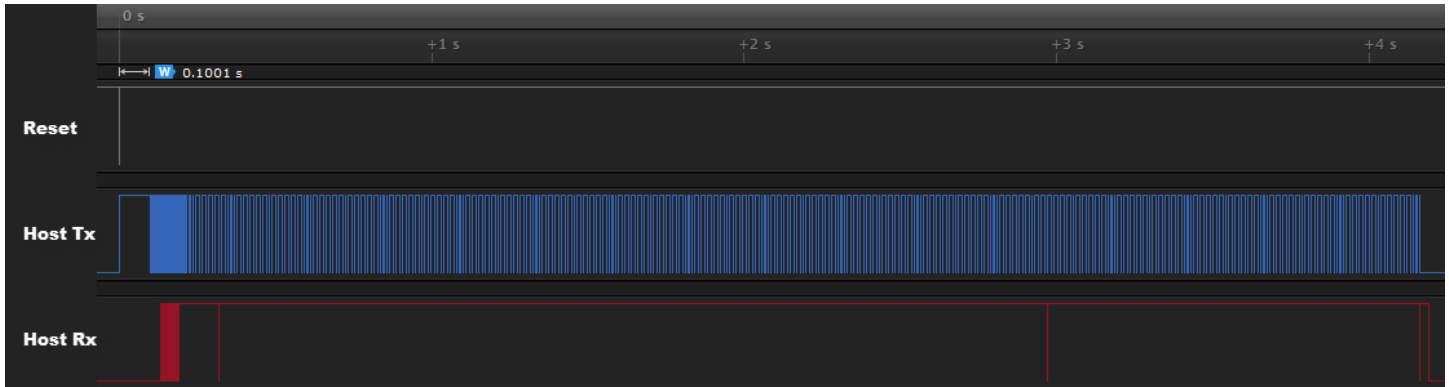 0 s
+1 s +2 s +3 s +4 s
W 0.1001 s
Reset
Host Tx
Host Rx